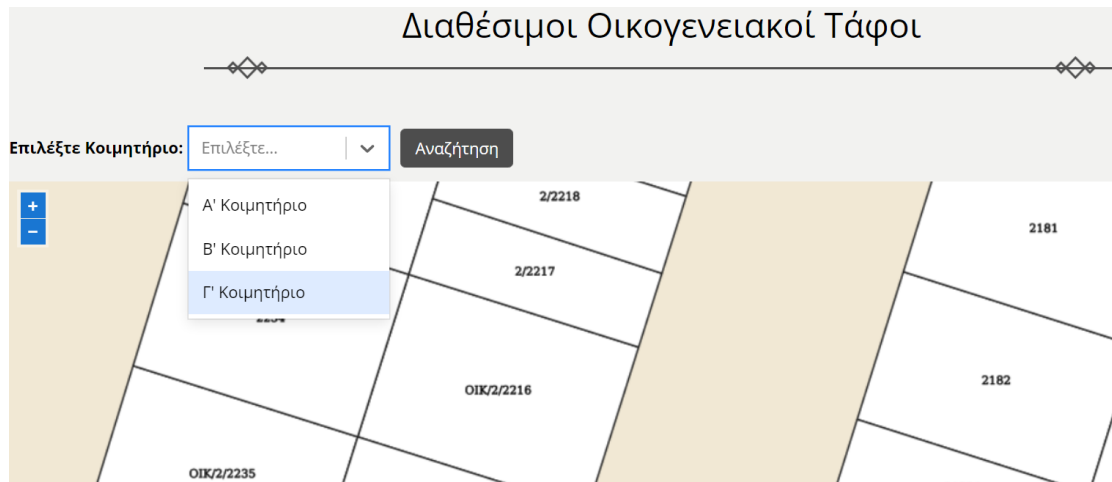 Διαθέσιμοι Οικογενειακοί Τάφοι
Επιλέξτε Κοιμητήριο: Επιλέξτε... Αναζήτηση
+
−
Α' Κοιμητήριο
Β' Κοιμητήριο
Γ' Κοιμητήριο
2/2218
2181
2/2217
2234
2182
ΟΙΚ/2/2216
ΟΙΚ/2/2235